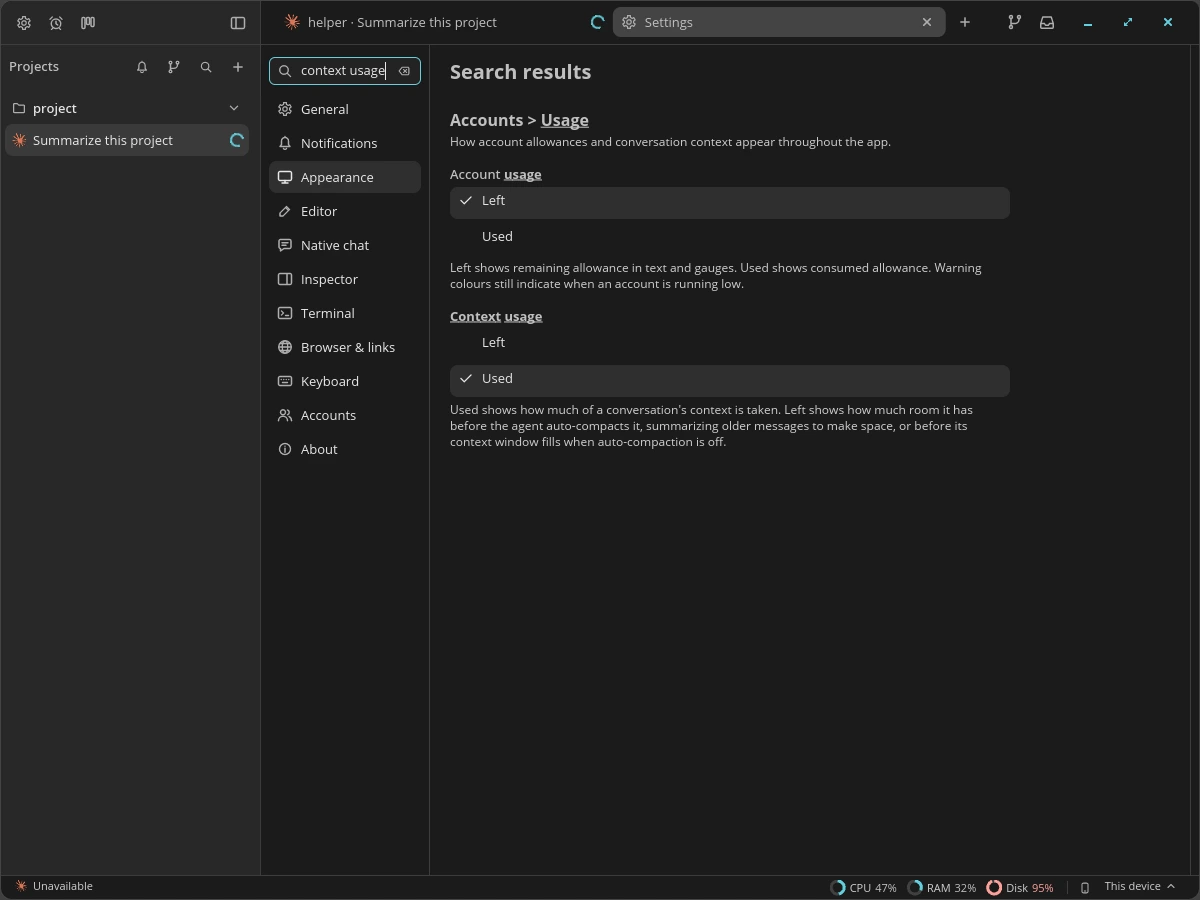 helper · Summarize this project
Settings
Projects
project
Summarize this project
context usage
General
Notifications
Appearance
Editor
Native chat
Inspector
Terminal
Browser & links
Keyboard
Accounts
About
Search results
Accounts > Usage
How account allowances and conversation context appear throughout the app.
Account usage
Left
Used
Left shows remaining allowance in text and gauges. Used shows consumed allowance. Warning
colours still indicate when an account is running low.
Context usage
Left
Used
Used shows how much of a conversation's context is taken. Left shows how much room it has
before the agent auto-compacts it, summarizing older messages to make space, or before its
context window fills when auto-compaction is off.
Unavailable
CPU 47%
RAM 32%
Disk 95%
This device